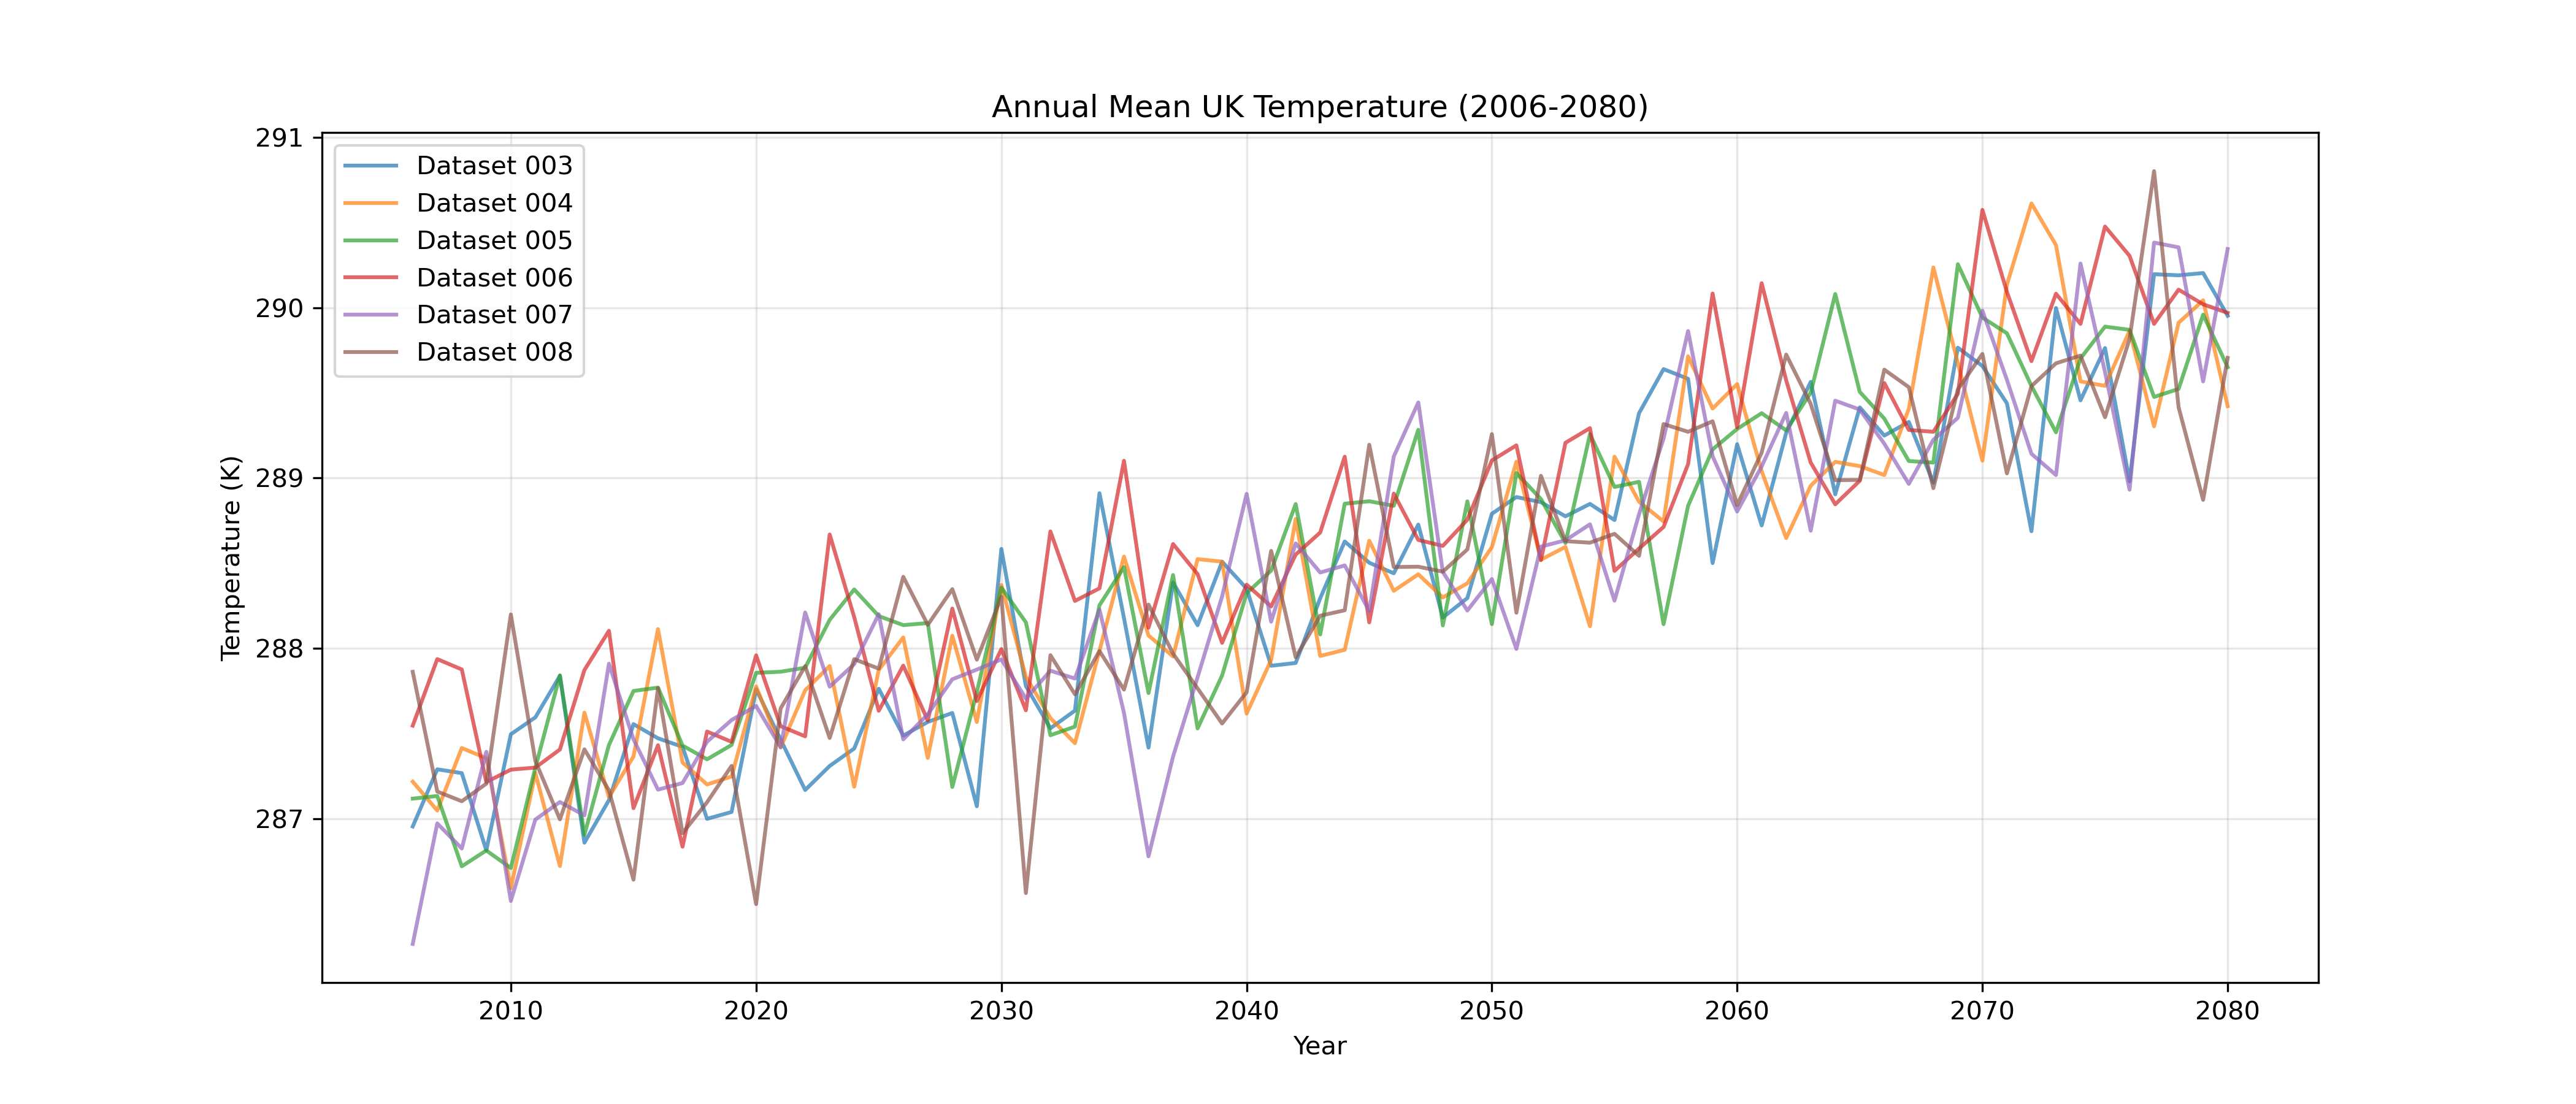 Annual Mean UK Temperature (2006-2080)
291
290
289
288
287
Temperature (K)
Dataset 003
Dataset 004
Dataset 005
Dataset 006
Dataset 007
Dataset 008
2010 2020 2030 2040 2050 2060 2070 2080
Year